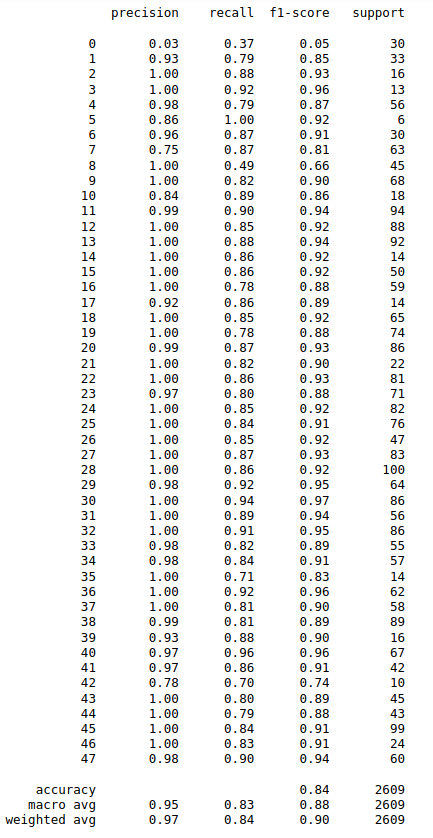 precision recall f1-score support
0 0.03 0.37 0.05 30
1 0.93 0.79 0.85 33
2 1.00 0.88 0.93 16
3 1.00 0.92 0.96 13
4 0.98 0.79 0.87 56
5 0.86 1.00 0.92 6
6 0.96 0.87 0.91 30
7 0.75 0.87 0.81 63
8 1.00 0.49 0.66 45
9 1.00 0.82 0.90 68
10 0.84 0.89 0.86 18
11 0.99 0.90 0.94 94
12 1.00 0.85 0.92 88
13 1.00 0.88 0.94 92
14 1.00 0.86 0.92 14
15 1.00 0.86 0.92 50
16 1.00 0.78 0.88 59
17 0.92 0.86 0.89 14
18 1.00 0.85 0.92 65
19 1.00 0.78 0.88 74
20 0.99 0.87 0.93 86
21 1.00 0.82 0.90 22
22 1.00 0.86 0.93 81
23 0.97 0.80 0.88 71
24 1.00 0.85 0.92 82
25 1.00 0.84 0.91 76
26 1.00 0.85 0.92 47
27 1.00 0.87 0.93 83
28 1.00 0.86 0.92 100
29 0.98 0.92 0.95 64
30 1.00 0.94 0.97 86
31 1.00 0.89 0.94 56
32 1.00 0.91 0.95 86
33 0.98 0.82 0.89 55
34 0.98 0.84 0.91 57
35 1.00 0.71 0.83 14
36 1.00 0.92 0.96 62
37 1.00 0.81 0.90 58
38 0.99 0.81 0.89 89
39 0.93 0.88 0.90 16
40 0.97 0.96 0.96 67
41 0.97 0.86 0.91 42
42 0.78 0.70 0.74 10
43 1.00 0.80 0.89 45
44 1.00 0.79 0.88 43
45 1.00 0.84 0.91 99
46 1.00 0.83 0.91 24
47 0.98 0.90 0.94 60
accuracy 0.84 2609
macro avg 0.95 0.83 0.88 2609
weighted avg 0.97 0.84 0.90 2609